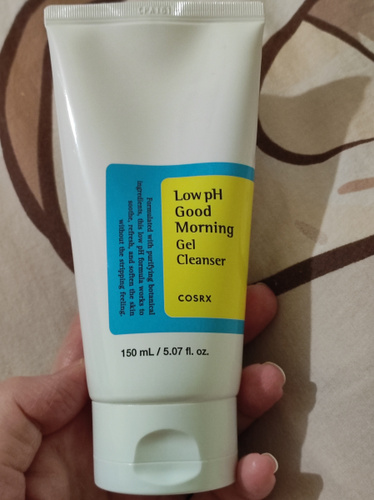 Low pH
Good
Morning
Gel
Cleanser
COSRX
Formulated with purifying botanical
ingredients, this low pH formula works to
soothe, refresh, and soften the skin
without the stripping feeling.
150 mL / 5.07 fl. oz.